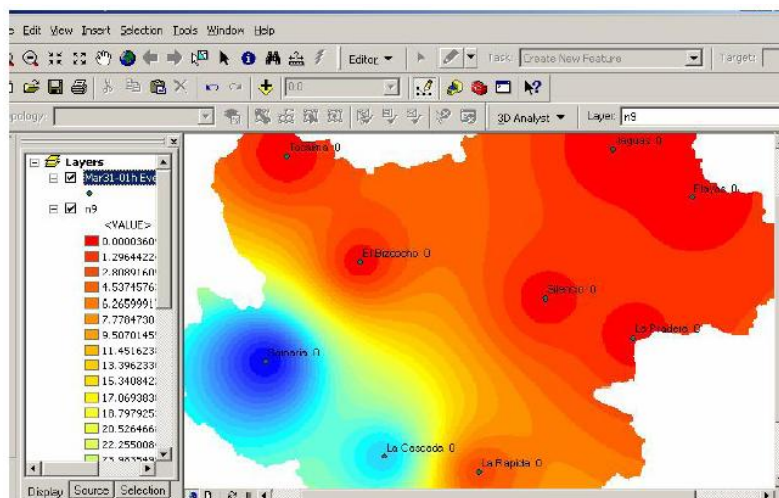 Edit View Insert Selection Tools Window Help
Editor Task: Create New Feature Target:
0.0
3D Analyst Layer: n9
Layers
Mar31-01h Eve
n9
<VALUE>
0.0000360
1.2964422
2.8089160
4.5374576
6.2659991
7.7784730
9.5070145
11.451623
13.396233
15.340842
17.069383
18.797925
20.526466
22.255008
23.983549
Display Source Selection
Jaguas 0
Playas 0
El Bizcocho 0
Silencio 0
La Pradera 0
La Cascada 0
La Rapida 0